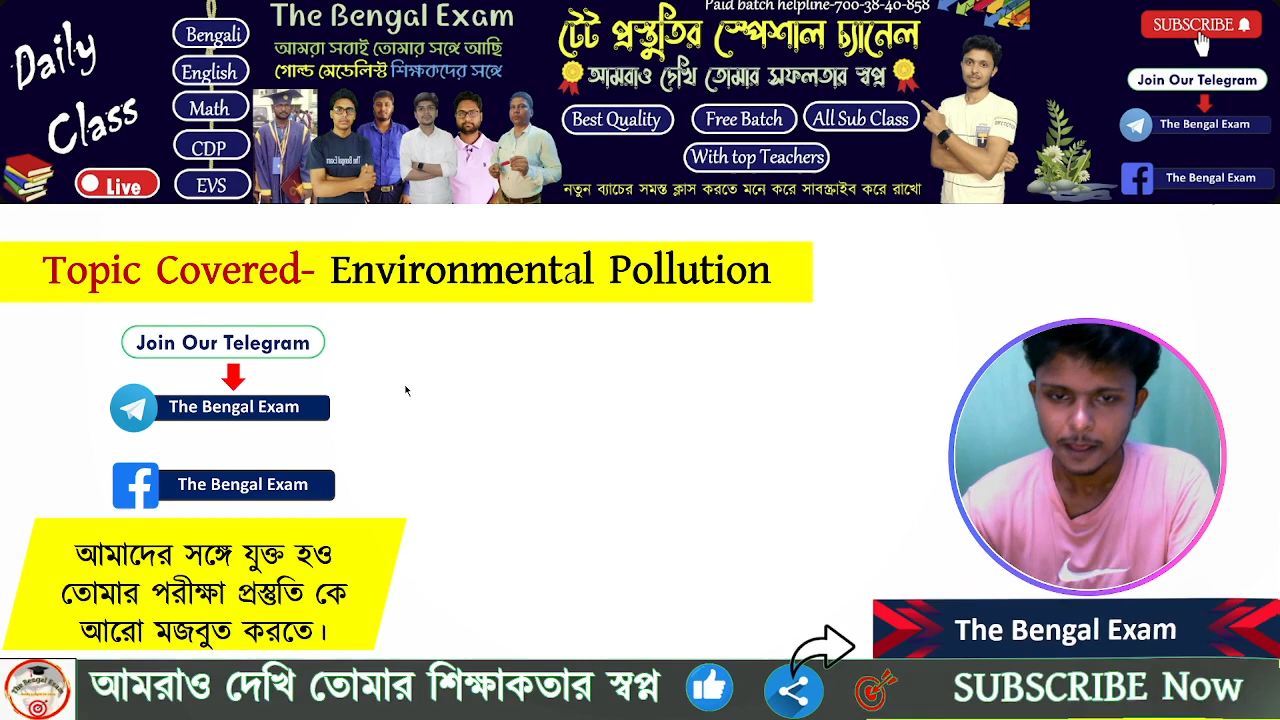 Daily
Class
Live
Bengali
English
Math
CDP
EVS
The Bengal Exam
আমরা সবাই তোমার সঙ্গে আছি
গোল্ড মেডেলিস্ট শিক্ষকদের সঙ্গে
Paid batch helpline-700-38-40-858
টেট প্রস্তুতির স্পেশাল চ্যানেল
আমরাও দেখি তোমার সফলতার স্বপ্ন
Best Quality
Free Batch
All Sub Class
With top Teachers
নতুন ব্যাচের সমস্ত ক্লাস করতে মনে করে সাবস্ক্রাইব করে রাখো
SUBSCRIBE
Join Our Telegram
The Bengal Exam
The Bengal Exam
Topic Covered- Environmental Pollution
Join Our Telegram
The Bengal Exam
The Bengal Exam
আমাদের সঙ্গে যুক্ত হও
তোমার পরীক্ষা প্রস্তুতি কে
আরো মজবুত করতে।
The Bengal Exam
আমরাও দেখি তোমার শিক্ষাকতার স্বপ্ন
SUBSCRIBE Now